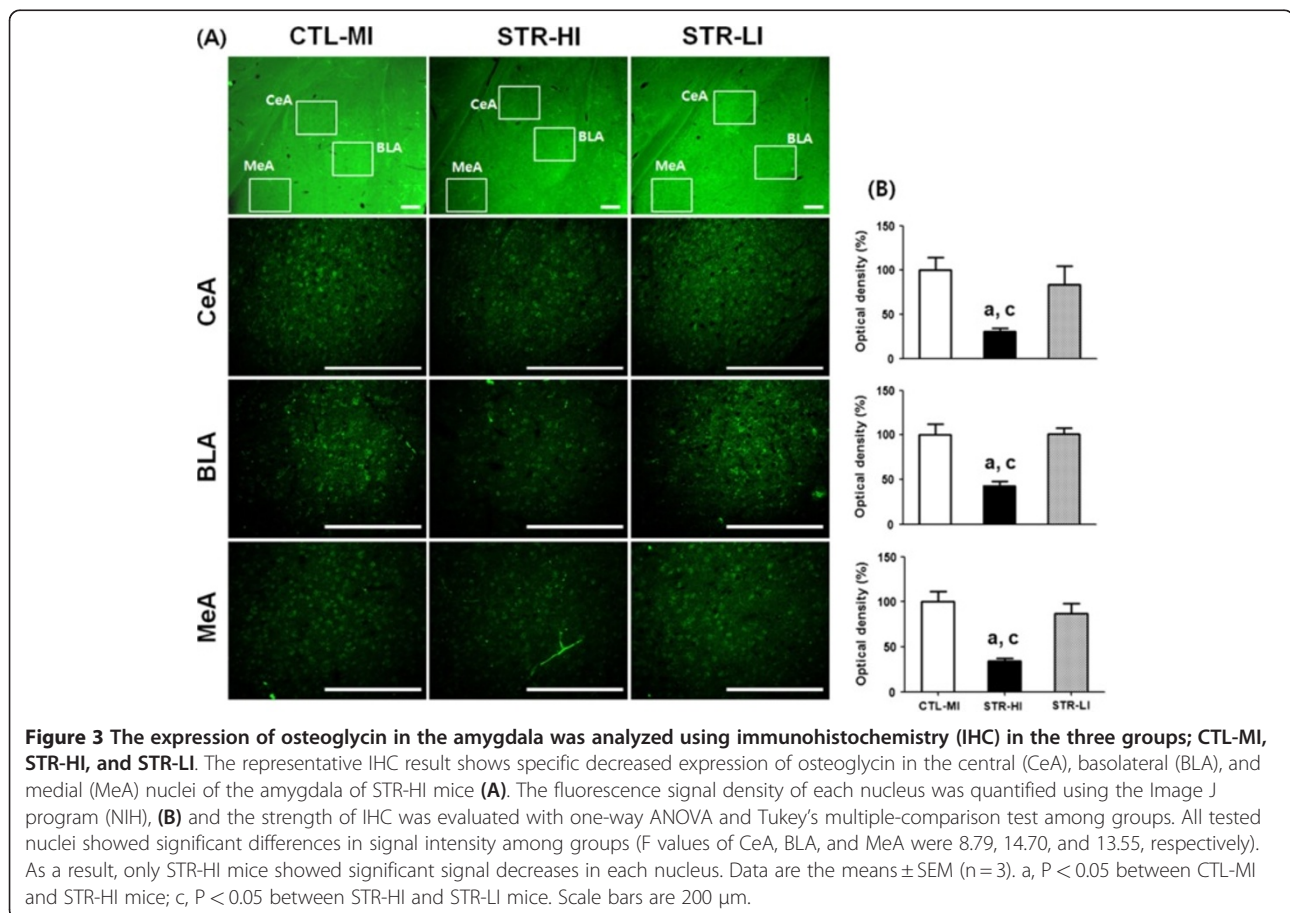 (A) CTL-MI STR-HI STR-LI
CeA CeA CeA
BLA BLA BLA
MeA MeA MeA
(B)
CeA
150
100
50
0
Optical density (%)
a, c
BLA
150
100
50
0
Optical density (%)
a, c
MeA
150
100
50
0
Optical density (%)
a, c
CTL-MI STR-HI STR-LI
Figure 3 The expression of osteoglycin in the amygdala was analyzed using immunohistochemistry (IHC) in the three groups; CTL-MI,
STR-HI, and STR-LI. The representative IHC result shows specific decreased expression of osteoglycin in the central (CeA), basolateral (BLA), and
medial (MeA) nuclei of the amygdala of STR-HI mice (A). The fluorescence signal density of each nucleus was quantified using the Image J
program (NIH), (B) and the strength of IHC was evaluated with one-way ANOVA and Tukey’s multiple-comparison test among groups. All tested
nuclei showed significant differences in signal intensity among groups (F values of CeA, BLA, and MeA were 8.79, 14.70, and 13.55, respectively).
As a result, only STR-HI mice showed significant signal decreases in each nucleus. Data are the means ± SEM (n = 3). a, P < 0.05 between CTL-MI
and STR-HI mice; c, P < 0.05 between STR-HI and STR-LI mice. Scale bars are 200 μm.